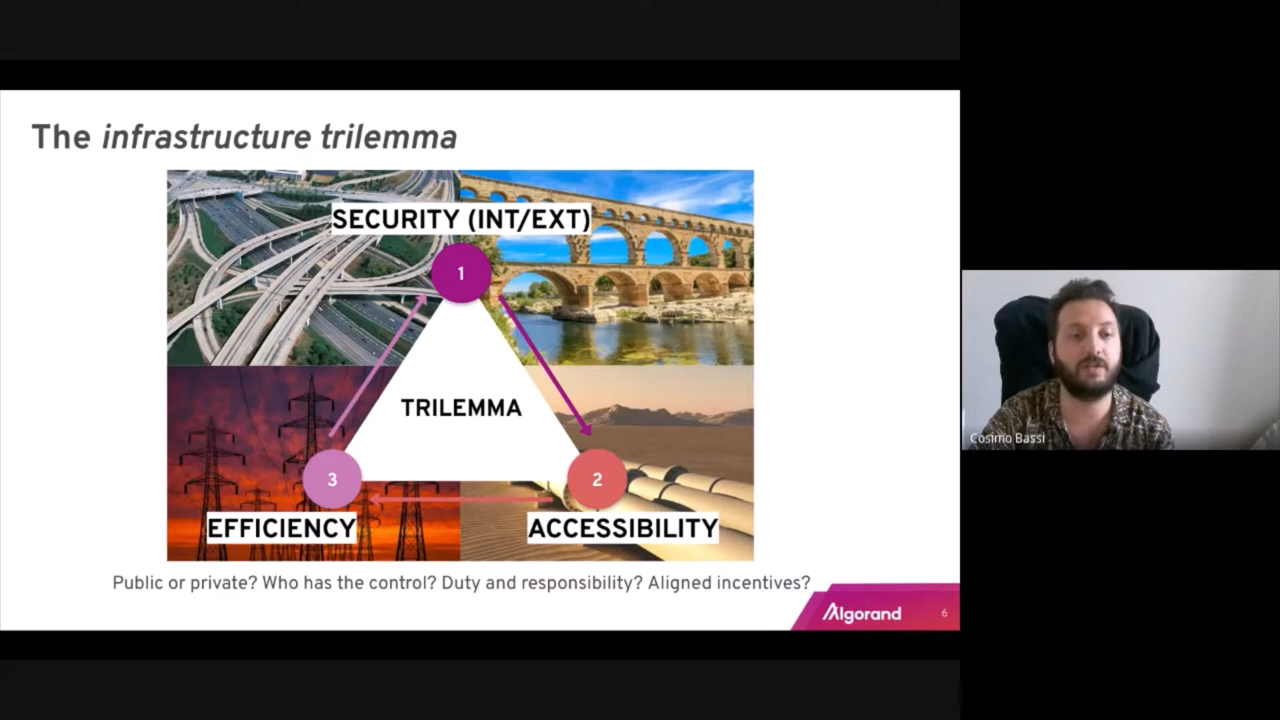 The infrastructure trilemma
SECURITY (INT/EXT)
1
TRILEMMA
3
2
EFFICIENCY
ACCESSIBILITY
Public or private? Who has the control? Duty and responsibility? Aligned incentives?
Algorand
6
Cosimo Bassi